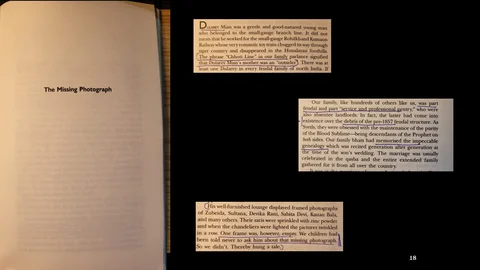 The Missing Photograph
Dularey Mian was a gentle and good-natured young man
who belonged to the small-gauge branch line. It did not
mean that he worked for the small-gauge Rohilkhand Kumaon
Railway whose very romantic toy train chugged its way through
tiger country and disappeared in the Himalayan foothills.
The phrase "Chhoti Line" in our family parlance signified
that Dularey Mian's mother was an "outsider". There was at
least one Dularey in every feudal family of north India. If
Our family, like hundreds of others like us, was part
feudal and part "service and professional gentry," who were
also absentee landlords. In fact, the latter had come into
existence over the debris of the pre-1857 feudal structure. As
Syeds, they were obsessed with the maintenance of the purity
of the Blood Sublime—being descendants of the Prophet on
both sides. Our family bhatt had memorised the impeccable
genealogy which was recited generation after generation at
the time of the son's wedding. The marriage was usually
celebrated in the qasba and the entire extended family
gathered for it from all over the country.
His well-furnished lounge displayed framed photographs
of Zobeida, Sultana, Devika Rani, Sabita Devi, Kanan Bala,
and many others. Their saris were sprinkled with zinc powder
and when the chandeliers were lighted the pictures twinkled
in a row. One frame was, however, empty. We children had
been told never to ask him about that missing photograph.
So we didn't. Thereby hung a tale.
18